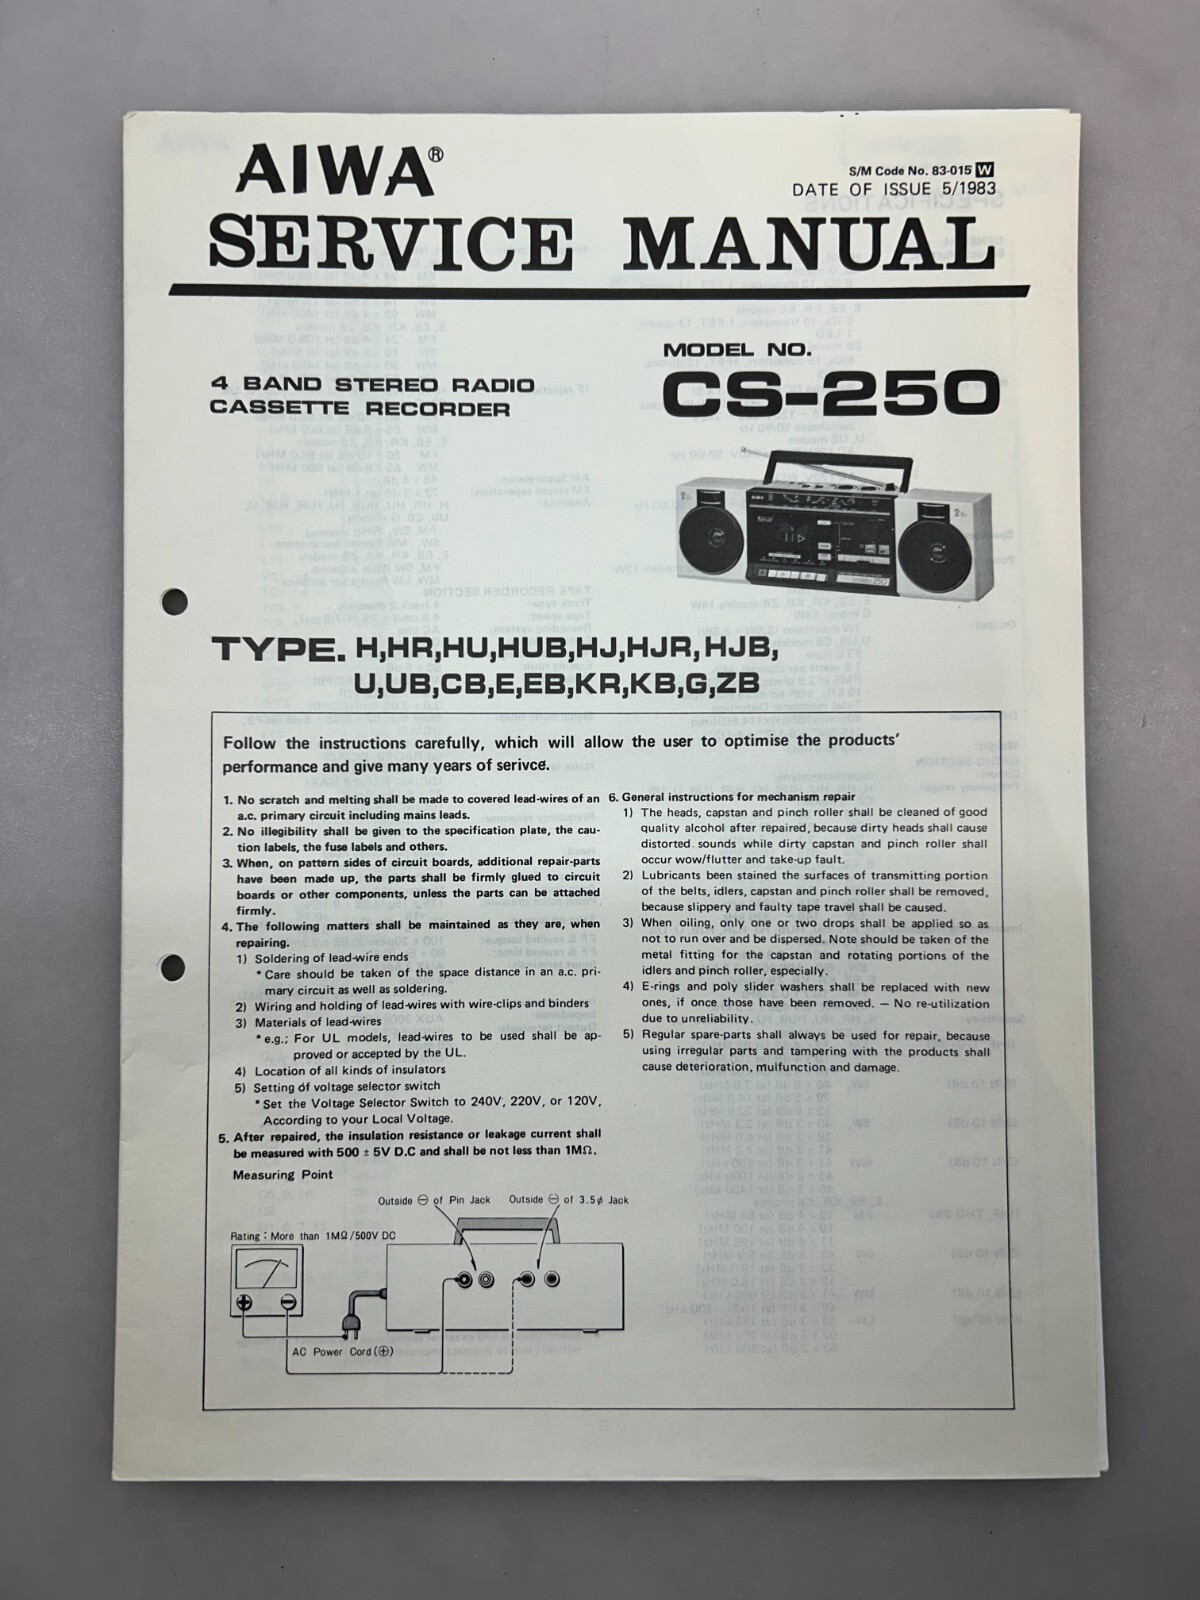 AIWA®
S/M Code No. 83-015 W
DATE OF ISSUE 5/1983
SERVICE MANUAL
4 BAND STEREO RADIO
CASSETTE RECORDER
MODEL NO.
CS-250
AIWA
TYPE. H,HR,HU,HUB,HJ,HJR,HJB,
U,UB,CB,E,EB,KR,KB,G,ZB
Follow the instructions carefully, which will allow the user to optimise the products'
performance and give many years of serivce.
1. No scratch and melting shall be made to covered lead-wires of an
a.c. primary circuit including mains leads.
2. No illegibility shall be given to the specification plate, the cau-
tion labels, the fuse labels and others.
3. When, on pattern sides of circuit boards, additional repair-parts
have been made up, the parts shall be firmly glued to circuit
boards or other components, unless the parts can be attached
firmly.
4. The following matters shall be maintained as they are, when
repairing.
1) Soldering of lead-wire ends
* Care should be taken of the space distance in an a.c. pri-
mary circuit as well as soldering.
2) Wiring and holding of lead-wires with wire-clips and binders
3) Materials of lead-wires
* e.g.; For UL models, lead-wires to be used shall be ap-
proved or accepted by the UL.
4) Location of all kinds of insulators
5) Setting of voltage selector switch
* Set the Voltage Selector Switch to 240V, 220V, or 120V,
According to your Local Voltage.
5. After repaired, the insulation resistance or leakage current shall
be measured with 500 ± 5V D.C and shall be not less than 1MΩ.
Measuring Point
6. General instructions for mechanism repair
1) The heads, capstan and pinch roller shall be cleaned of good
quality alcohol after repaired, because dirty heads shall cause
distorted sounds while dirty capstan and pinch roller shall
occur wow/flutter and take-up fault.
2) Lubricants been stained the surfaces of transmitting portion
of the belts, idlers, capstan and pinch roller shall be removed,
because slippery and faulty tape travel shall be caused.
3) When oiling, only one or two drops shall be applied so as
not to run over and be dispersed. Note should be taken of the
metal fitting for the capstan and rotating portions of the
idlers and pinch roller, especially.
4) E-rings and poly slider washers shall be replaced with new
ones, if once those have been removed. — No re-utilization
due to unreliability.
5) Regular spare-parts shall always be used for repair, because
using irregular parts and tampering with the products shall
cause deterioration, mulfunction and damage.
Outside ⊖ of Pin Jack Outside ⊖ of 3.5φ Jack
Rating : More than 1MΩ/500V DC
AC Power Cord (⊕)